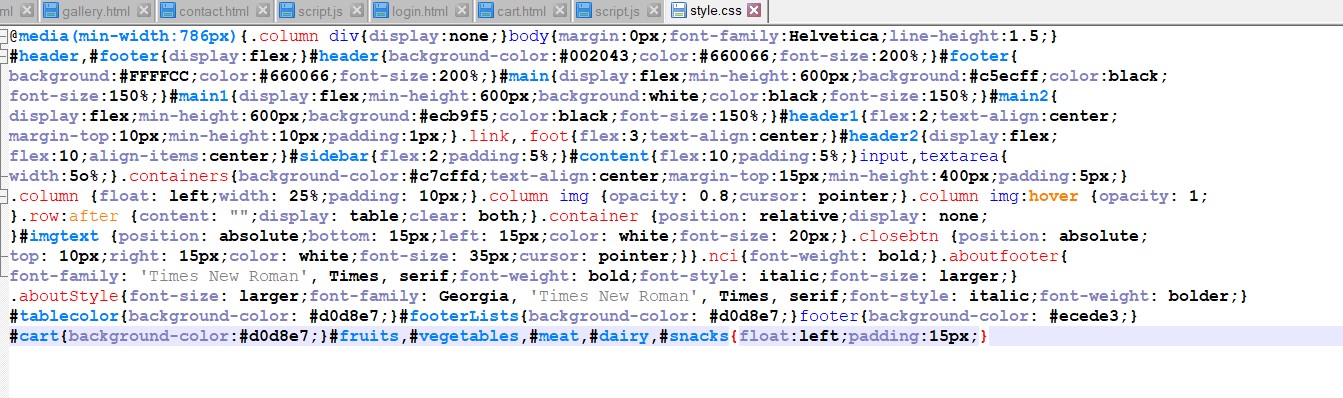 ml gallery.html contact.html script.js login.html cart.html script.js style.css
@media(min-width:786px){.column div{display:none;}body{margin:0px;font-family:Helvetica;line-height:1.5;}
#header,#footer{display:flex;}#header{background-color:#002043;color:#660066;font-size:200%;}#footer{
background:#FFFFCC;color:#660066;font-size:200%;}#main{display:flex;min-height:600px;background:#c5ecff;color:black;
font-size:150%;}#main1{display:flex;min-height:600px;background:white;color:black;font-size:150%;}#main2{
display:flex;min-height:600px;background:#ecb9f5;color:black;font-size:150%;}#header1{flex:2;text-align:center;
margin-top:10px;min-height:10px;padding:1px;}.link,.foot{flex:3;text-align:center;}#header2{display:flex;
flex:10;align-items:center;}#sidebar{flex:2;padding:5%;}#content{flex:10;padding:5%;}input,textarea{
width:5o%;}.containers{background-color:#c7cffd;text-align:center;margin-top:15px;min-height:400px;padding:5px;}
.column {float: left;width: 25%;padding: 10px;}.column img {opacity: 0.8;cursor: pointer;}.column img:hover {opacity: 1;
}.row:after {content: "";display: table;clear: both;}.container {position: relative;display: none;
}#imgtext {position: absolute;bottom: 15px;left: 15px;color: white;font-size: 20px;}.closebtn {position: absolute;
top: 10px;right: 15px;color: white;font-size: 35px;cursor: pointer;}}.nci{font-weight: bold;}.aboutfooter{
font-family: 'Times New Roman', Times, serif;font-weight: bold;font-style: italic;font-size: larger;}
.aboutStyle{font-size: larger;font-family: Georgia, 'Times New Roman', Times, serif;font-style: italic;font-weight: bolder;}
#tablecolor{background-color: #d0d8e7;}#footerLists{background-color: #d0d8e7;}footer{background-color: #ecede3;}
#cart{background-color:#d0d8e7;}#fruits,#vegetables,#meat,#dairy,#snacks{float:left;padding:15px;}